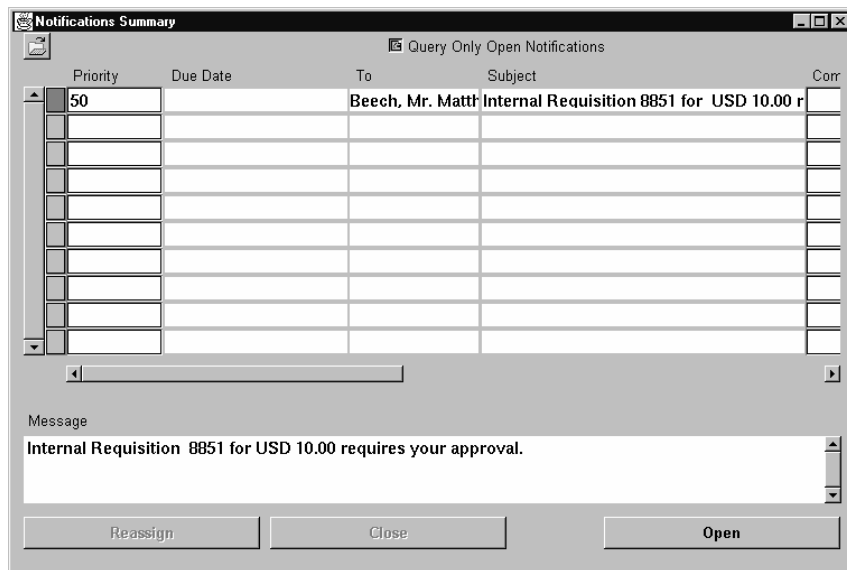 Notifications Summary
Query Only Open Notifications
Priority Due Date To Subject Com
50 Beech, Mr. Matth Internal Requisition 8851 for USD 10.00 r
Message
Internal Requisition 8851 for USD 10.00 requires your approval.
Reassign Close Open